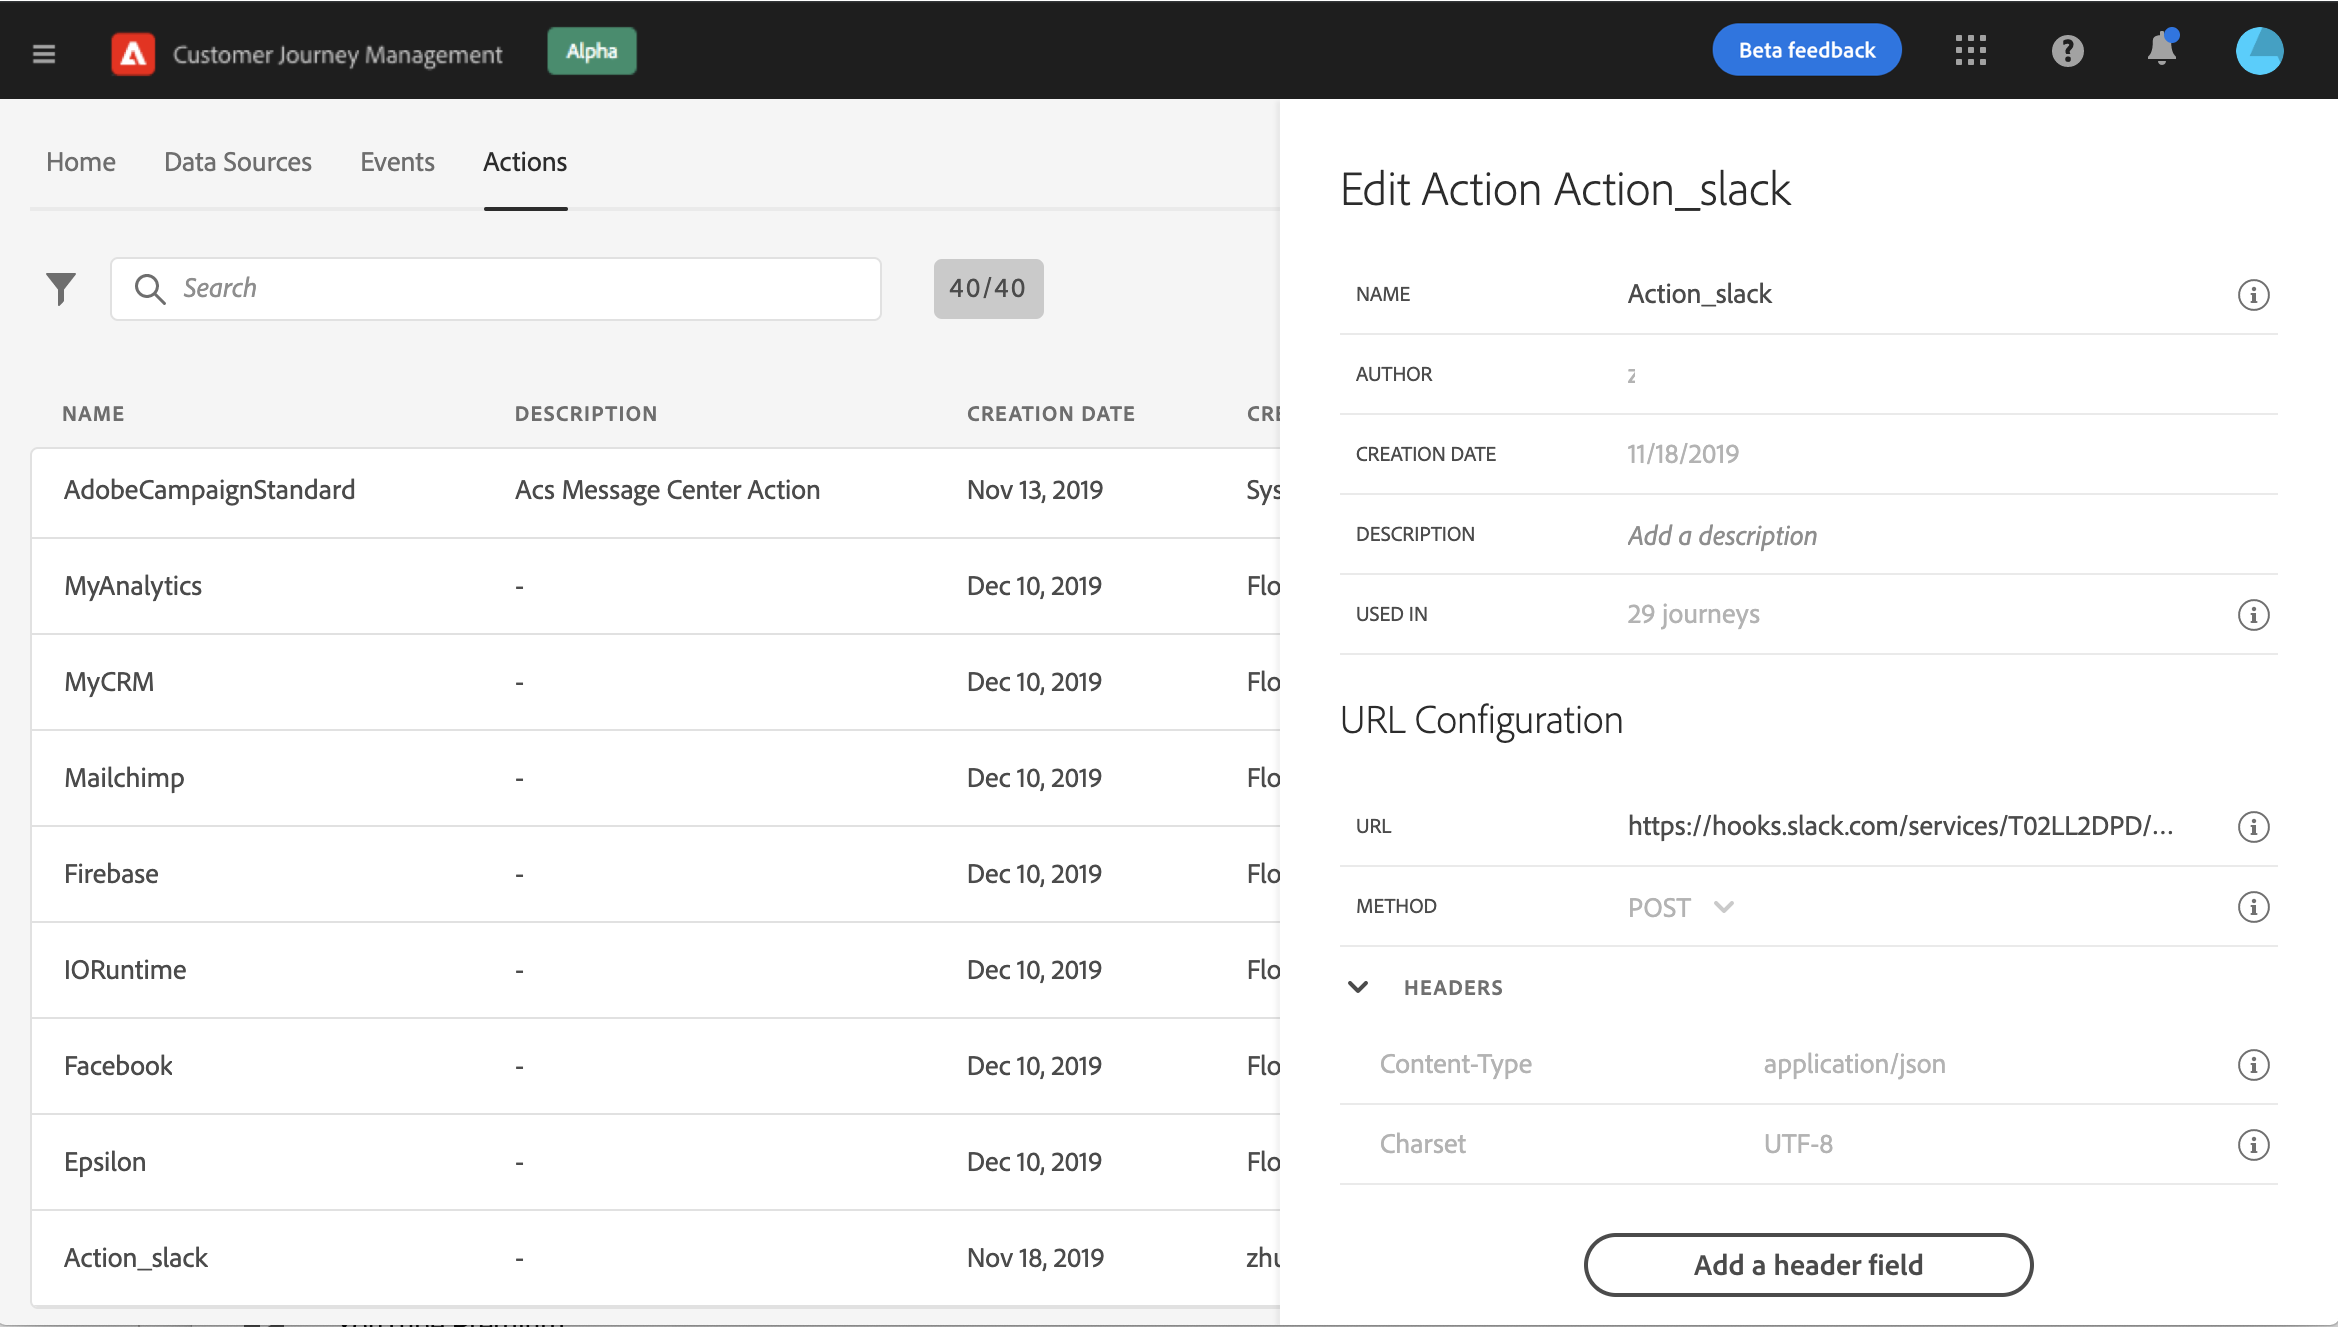 Customer Journey Management
Alpha
Beta feedback
Home
Data Sources
Events
Actions
Search
40/40
NAME DESCRIPTION CREATION DATE
AdobeCampaignStandard Acs Message Center Action Nov 13, 2019 Sys
MyAnalytics - Dec 10, 2019 Flo
MyCRM - Dec 10, 2019 Flo
Mailchimp - Dec 10, 2019 Flo
Firebase - Dec 10, 2019 Flo
IORuntime - Dec 10, 2019 Flo
Facebook - Dec 10, 2019 Flo
Epsilon - Dec 10, 2019 Flo
Action_slack - Nov 18, 2019 zhu
Edit Action Action_slack
NAME Action_slack
AUTHOR z
CREATION DATE 11/18/2019
DESCRIPTION Add a description
USED IN 29 journeys
URL Configuration
URL https://hooks.slack.com/services/T02LL2DPD/...
METHOD POST
HEADERS
Content-Type application/json
Charset UTF-8
Add a header field